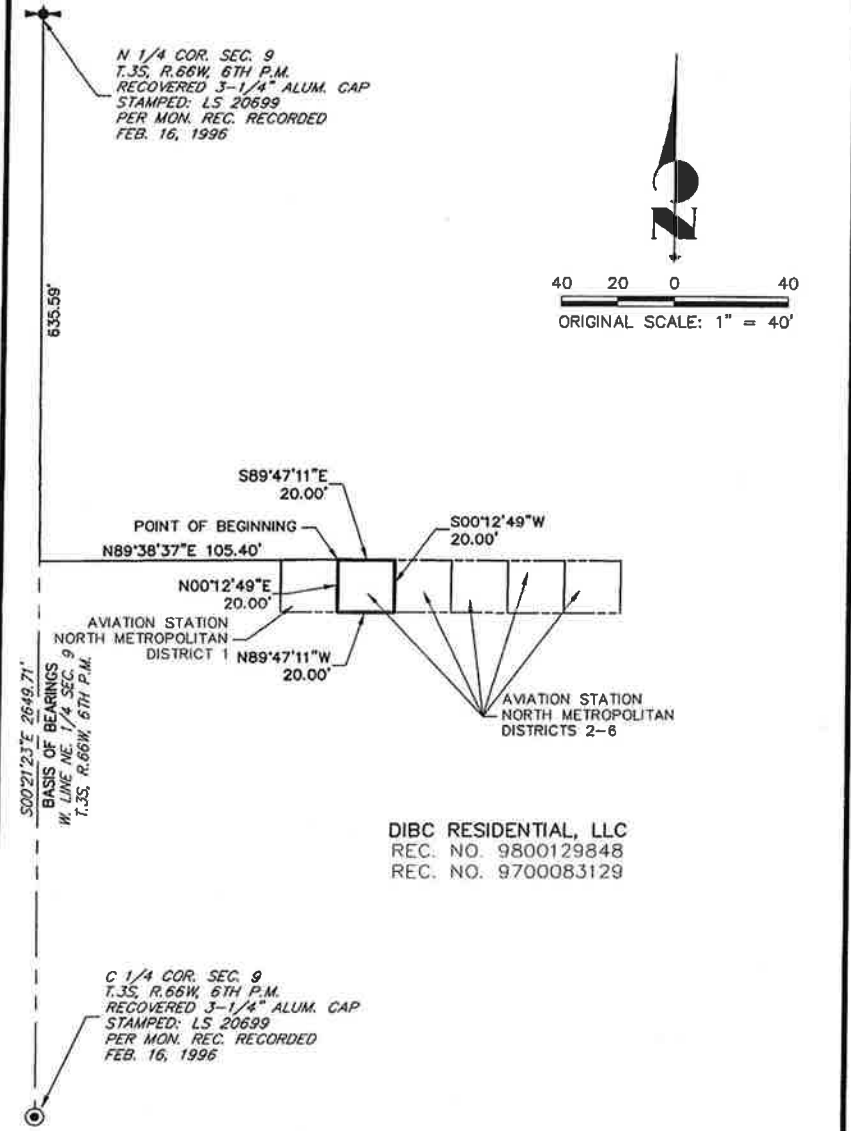 N 1/4 COR. SEC. 9
T.3S, R.66W, 6TH P.M.
RECOVERED 3-1/4" ALUM. CAP
STAMPED: LS 20699
PER MON. REC. RECORDED
FEB. 16, 1996
N
40 20 0 40
ORIGINAL SCALE: 1" = 40'
635.59'
S89°47'11"E
20.00'
POINT OF BEGINNING
S00°12'49"W
20.00'
N89°38'37"E 105.40'
N00°12'49"E
20.00'
AVIATION STATION
NORTH METROPOLITAN
DISTRICT 1
N89°47'11"W
20.00'
AVIATION STATION
NORTH METROPOLITAN
DISTRICTS 2-6
S00°21'23"E 2649.71'
BASIS OF BEARINGS
W. LINE NE. 1/4 SEC. 9
T.3S, R.66W, 6TH P.M.
DIBC RESIDENTIAL, LLC
REC. NO. 9800129848
REC. NO. 9700083129
C 1/4 COR. SEC. 9
T.3S, R.66W, 6TH P.M.
RECOVERED 3-1/4" ALUM. CAP
STAMPED: LS 20699
PER MON. REC. RECORDED
FEB. 16, 1996